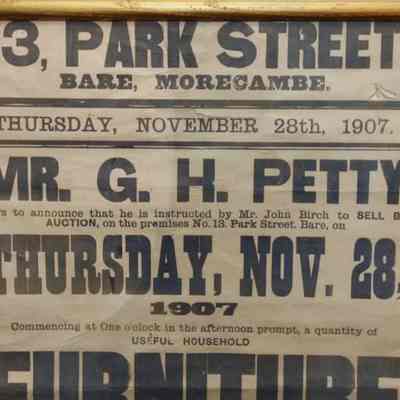 3, PARK STREET
BARE, MORECAMBE.
THURSDAY, NOVEMBER 28th, 1907.
MR. G. H. PETTY
to announce that he is instructed by Mr. John Birch to SELL
AUCTION, on the premises No. 13. Park Street. Bare, on
THURSDAY, NOV. 28,
1907
Commencing at One o'clock in the afternoon prompt, a quantity of
USEFUL HOUSEHOLD
FURNITURE